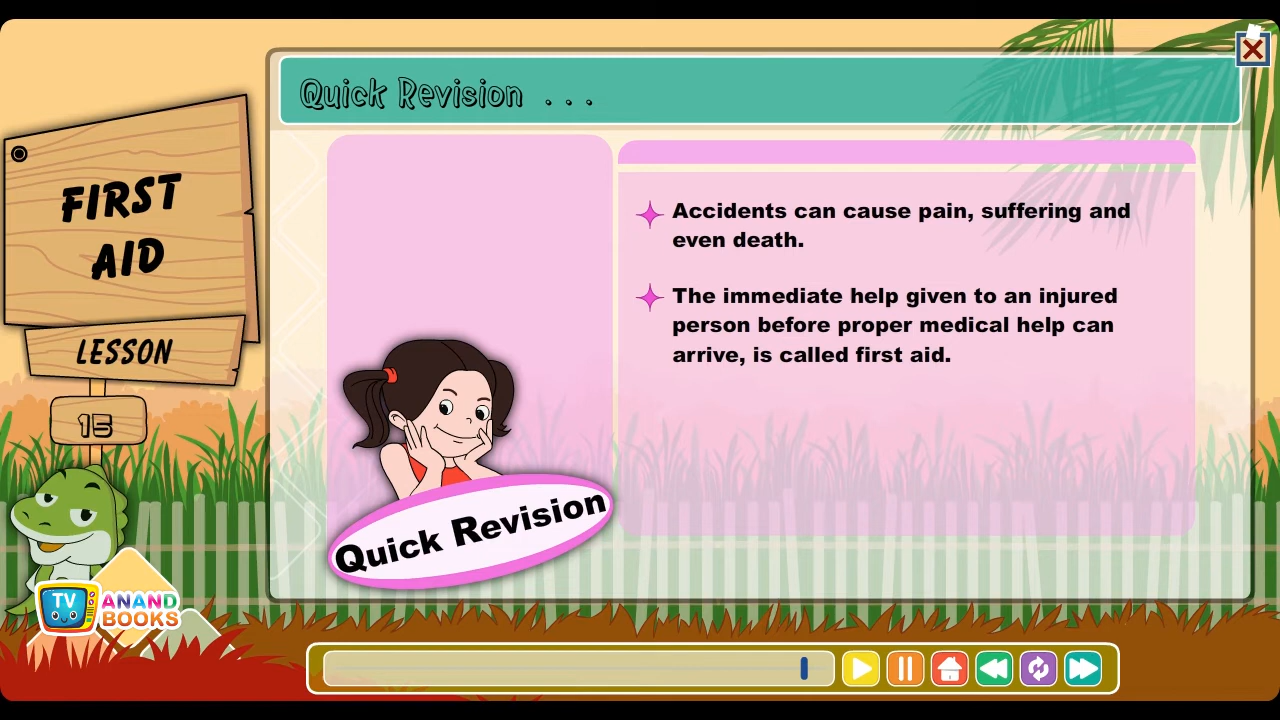 Quick Revision ...
FIRST
AID
LESSON
15
Accidents can cause pain, suffering and
even death.
The immediate help given to an injured
person before proper medical help can
arrive, is called first aid.
Quick Revision
TV
ANAND
BOOKS